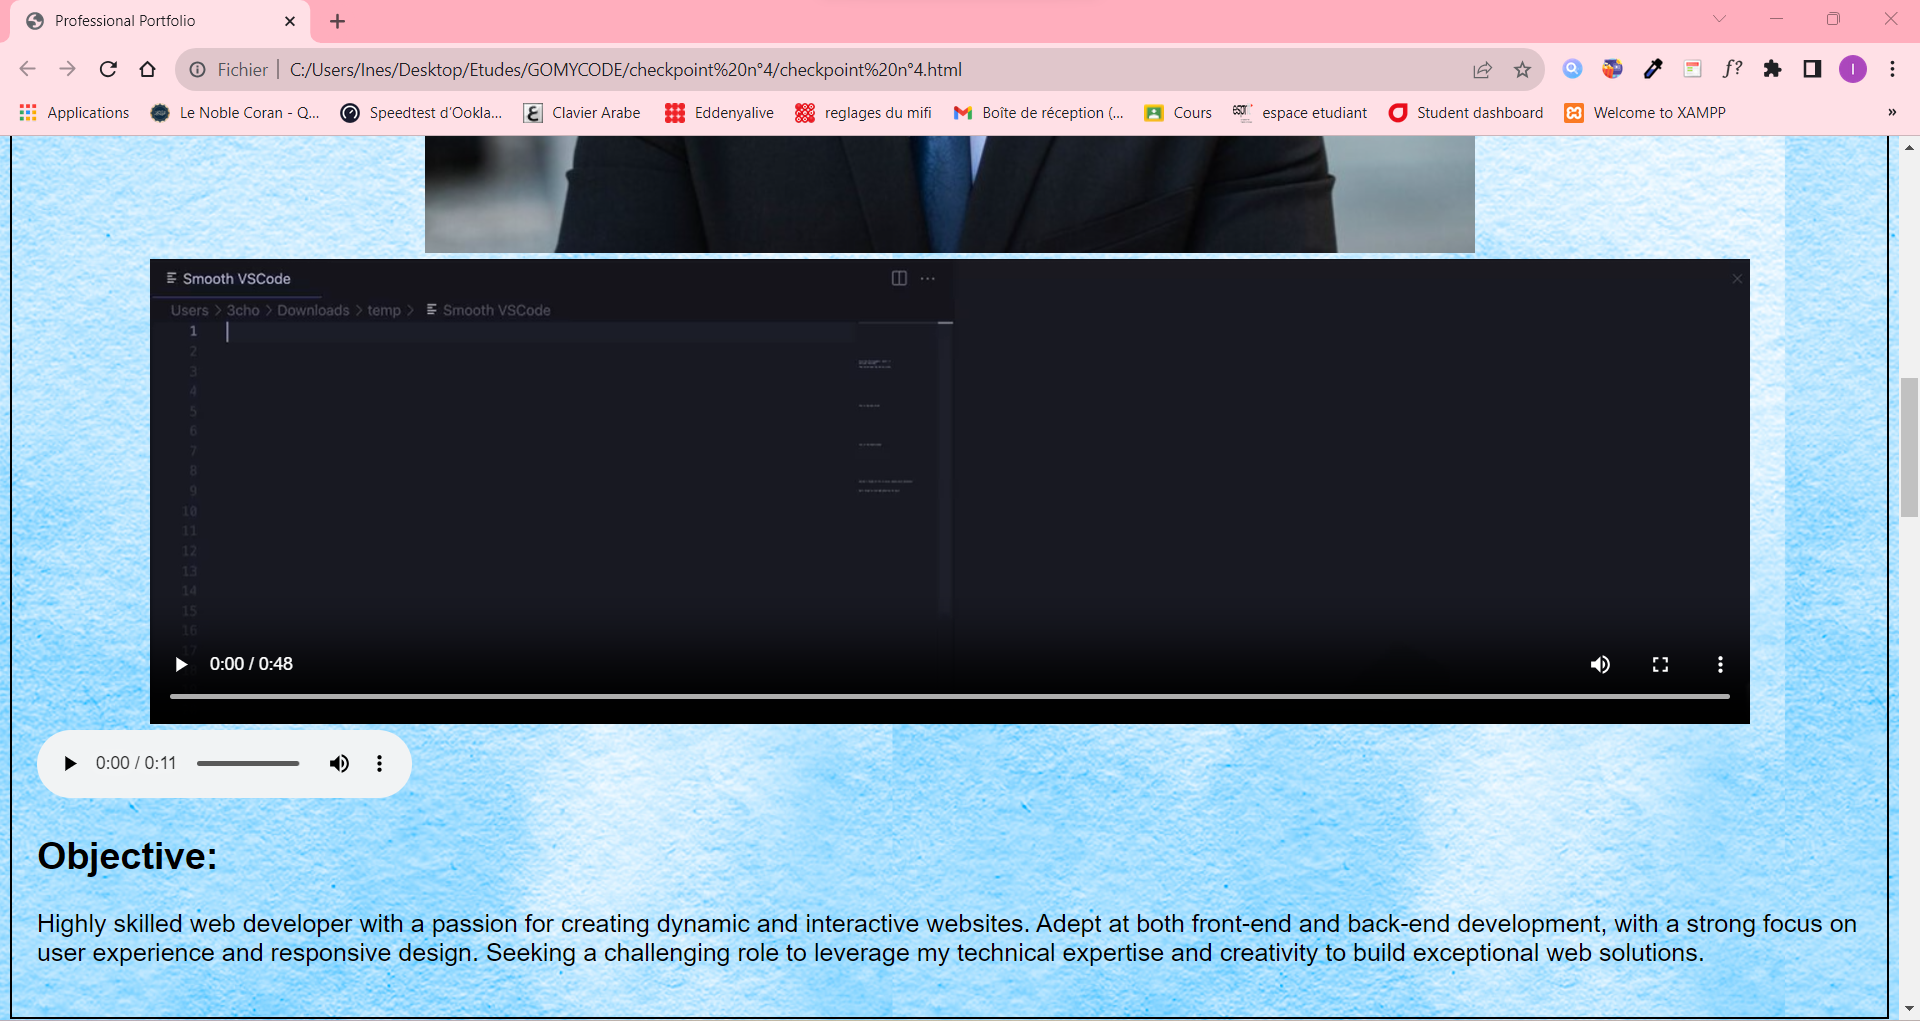 Professional Portfolio
Fichier C:/Users/Ines/Desktop/Etudes/GOMYCODE/checkpoint%20n°4/checkpoint%20n°4.html
f?
I
Applications Le Noble Coran - Q... Speedtest d'Ookla... Clavier Arabe Eddenyalive reglages du mifi Boîte de réception (... Cours espace etudiant Student dashboard Welcome to XAMPP »
Smooth VSCode
Users > 3cho > Downloads > temp > Smooth VSCode
1
2
3
4
5
6
7
8
9
10
11
12
13
14
15
16
17
0:00 / 0:48
0:00 / 0:11
Objective:
Highly skilled web developer with a passion for creating dynamic and interactive websites. Adept at both front-end and back-end development, with a strong focus on
user experience and responsive design. Seeking a challenging role to leverage my technical expertise and creativity to build exceptional web solutions.